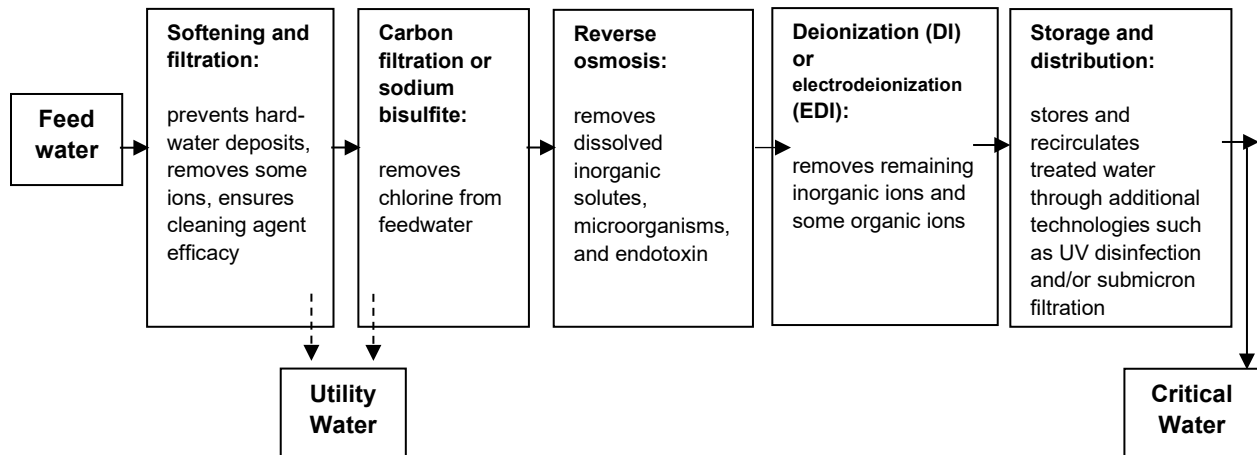 Feed
water
Softening and
filtration:
prevents hard-
water deposits,
removes some
ions, ensures
cleaning agent
efficacy
Carbon
filtration or
sodium
bisulfite:
removes
chlorine from
feedwater
Reverse
osmosis:
removes
dissolved
inorganic
solutes,
microorganisms,
and endotoxin
Deionization (DI)
or
electrodeionization
(EDI):
removes remaining
inorganic ions and
some organic ions
Storage and
distribution:
stores and
recirculates
treated water
through additional
technologies such
as UV disinfection
and/or submicron
filtration
Utility
Water
Critical
Water